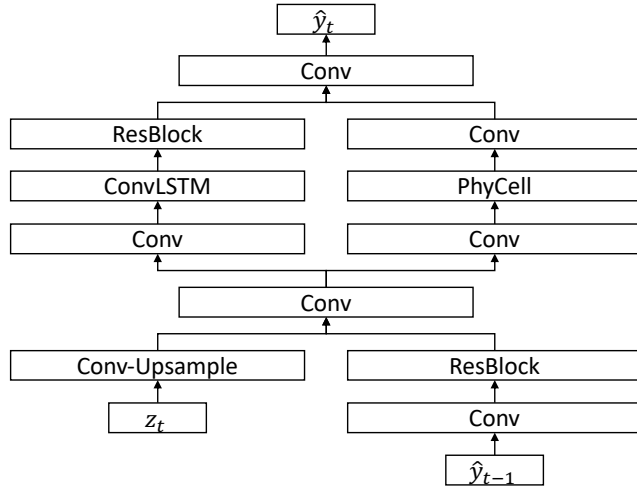 ŷ_t
Conv
ResBlock Conv
ConvLSTM PhyCell
Conv Conv
Conv
Conv-Upsample ResBlock
z_t Conv
ŷ_{t−1}